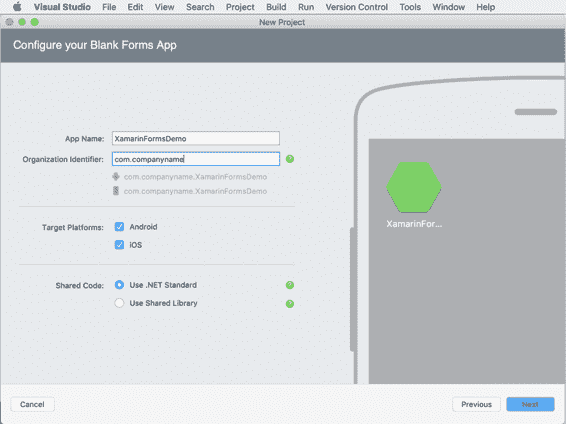 Visual Studio File Edit View Search Project Build Run Version Control Tools Window Help
New Project
Configure your Blank Forms App
App Name: XamarinFormsDemo
Organization Identifier: com.companyname
com.companyname.XamarinFormsDemo
com.companyname.XamarinFormsDemo
XamarinFor...
Target Platforms: Android
iOS
Shared Code: Use .NET Standard
Use Shared Library
Cancel Previous Next